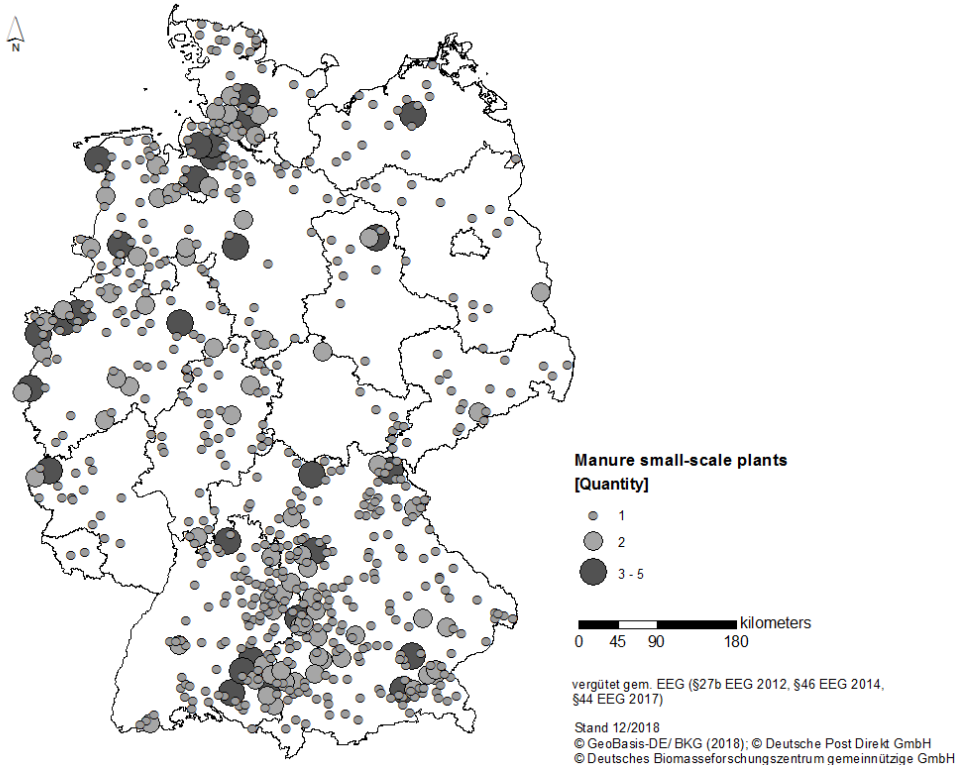 N
Manure small-scale plants
[Quantity]
1
2
3 - 5
kilometers
0 45 90 180
vergütet gem. EEG (§27b EEG 2012, §46 EEG 2014,
§44 EEG 2017)
Stand 12/2018
© GeoBasis-DE/ BKG (2018); © Deutsche Post Direkt GmbH
© Deutsches Biomasseforschungszentrum gemeinnützige GmbH